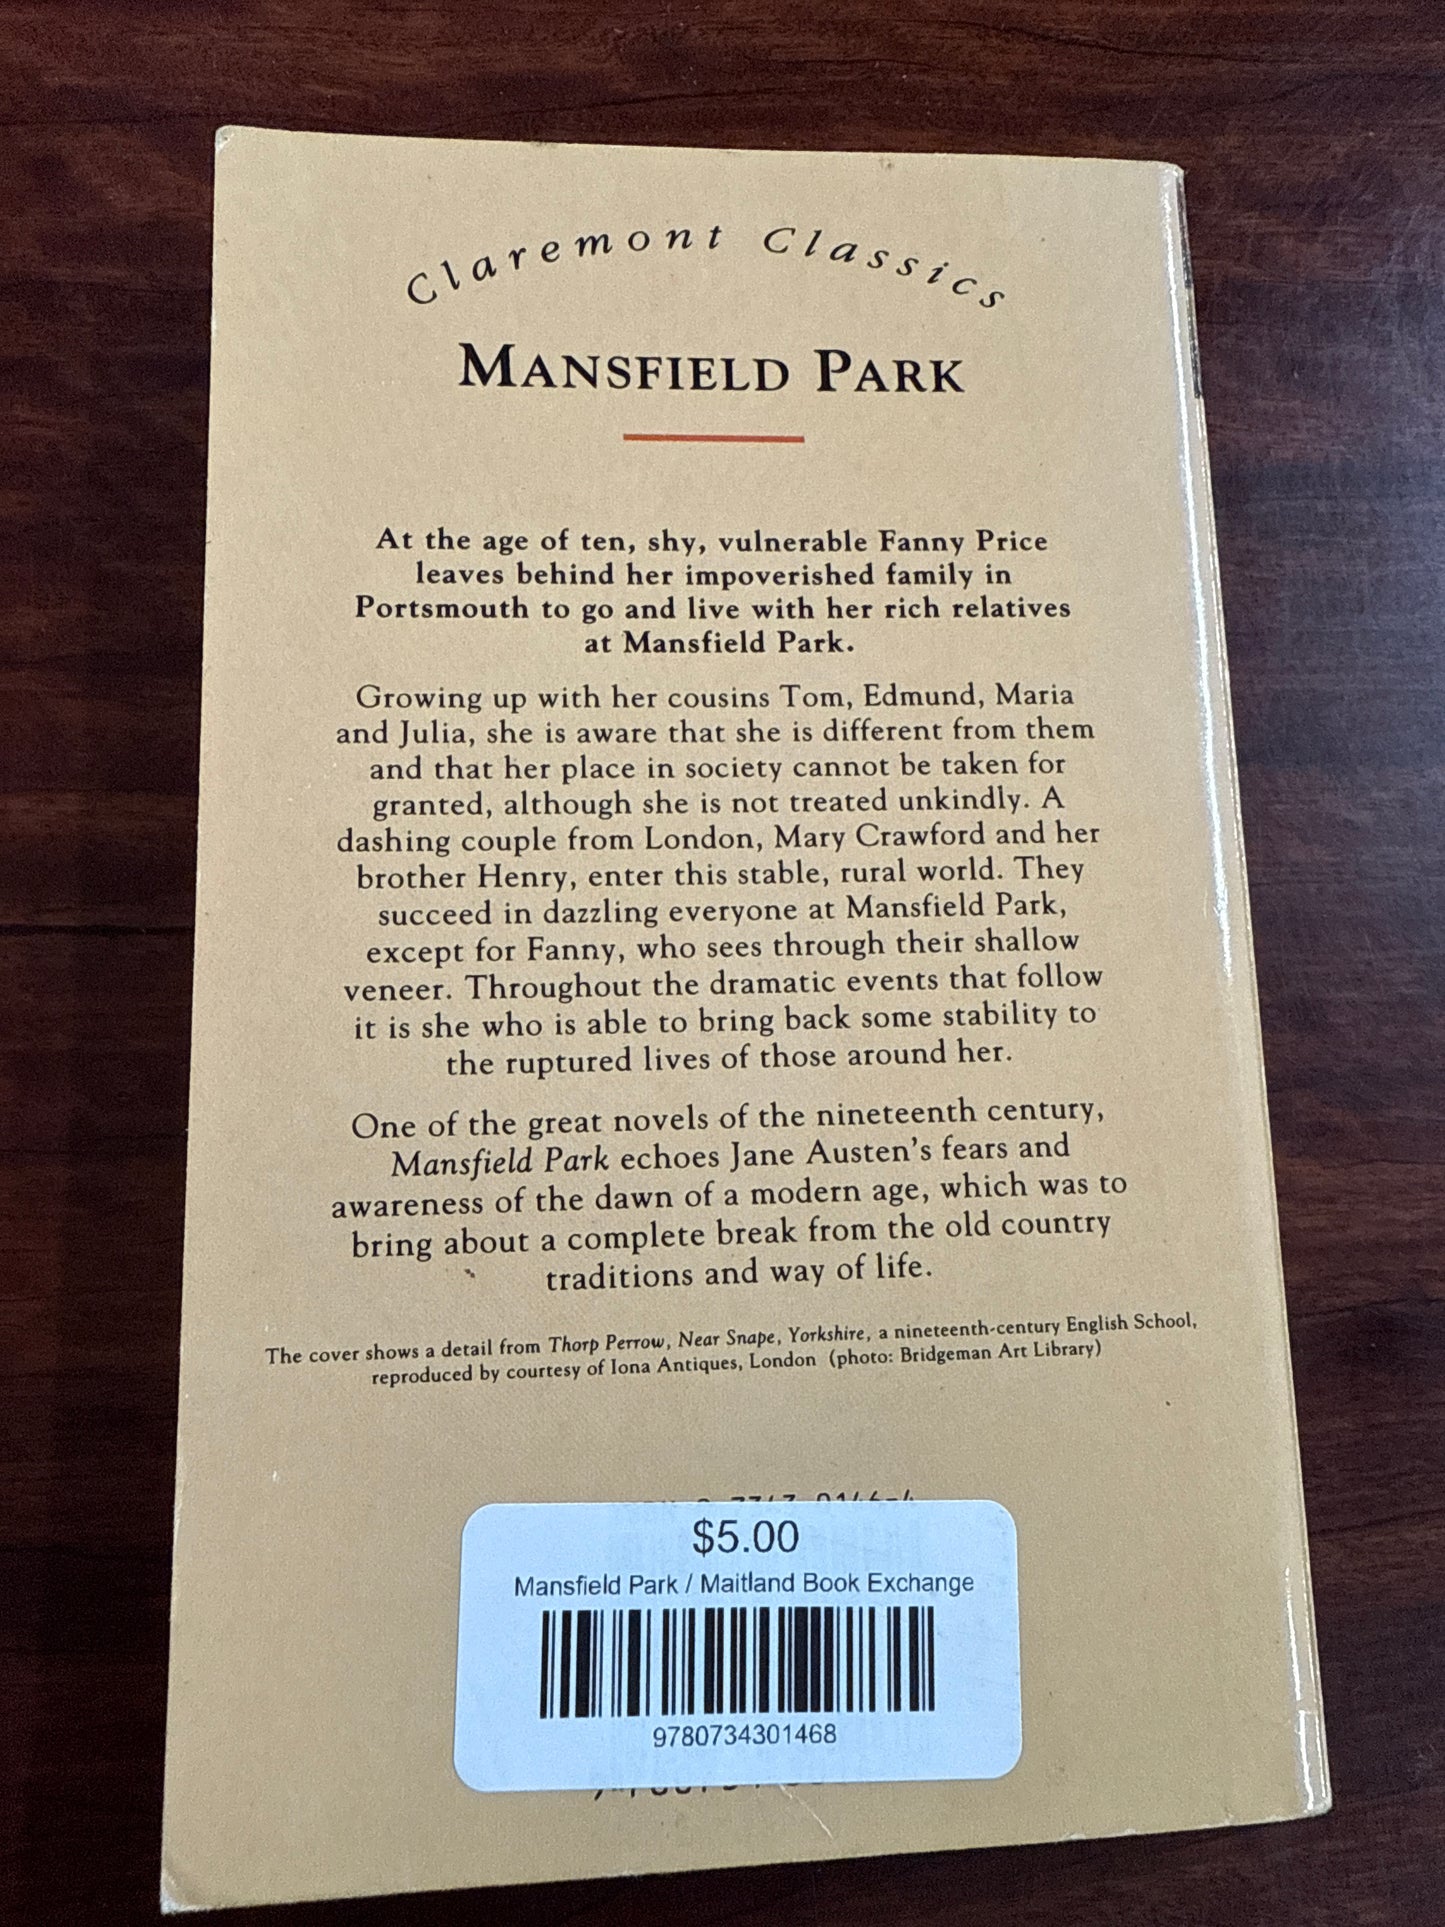 Claremont Classics
MANSFIELD PARK
At the age of ten, shy, vulnerable Fanny Price
leaves behind her impoverished family in
Portsmouth to go and live with her rich relatives
at Mansfield Park.
Growing up with her cousins Tom, Edmund, Maria
and Julia, she is aware that she is different from them
and that her place in society cannot be taken for
granted, although she is not treated unkindly. A
dashing couple from London, Mary Crawford and her
brother Henry, enter this stable, rural world. They
succeed in dazzling everyone at Mansfield Park,
except for Fanny, who sees through their shallow
veneer. Throughout the dramatic events that follow
it is she who is able to bring back some stability to
the ruptured lives of those around her.
One of the great novels of the nineteenth century,
Mansfield Park echoes Jane Austen's fears and
awareness of the dawn of a modern age, which was to
bring about a complete break from the old country
traditions and way of life.
The cover shows a detail from Thorp Perrow, Near Snape, Yorkshire, a nineteenth-century English School,
reproduced by courtesy of Iona Antiques, London (photo: Bridgeman Art Library)
$5.00
Mansfield Park / Maitland Book Exchange
9780734301468